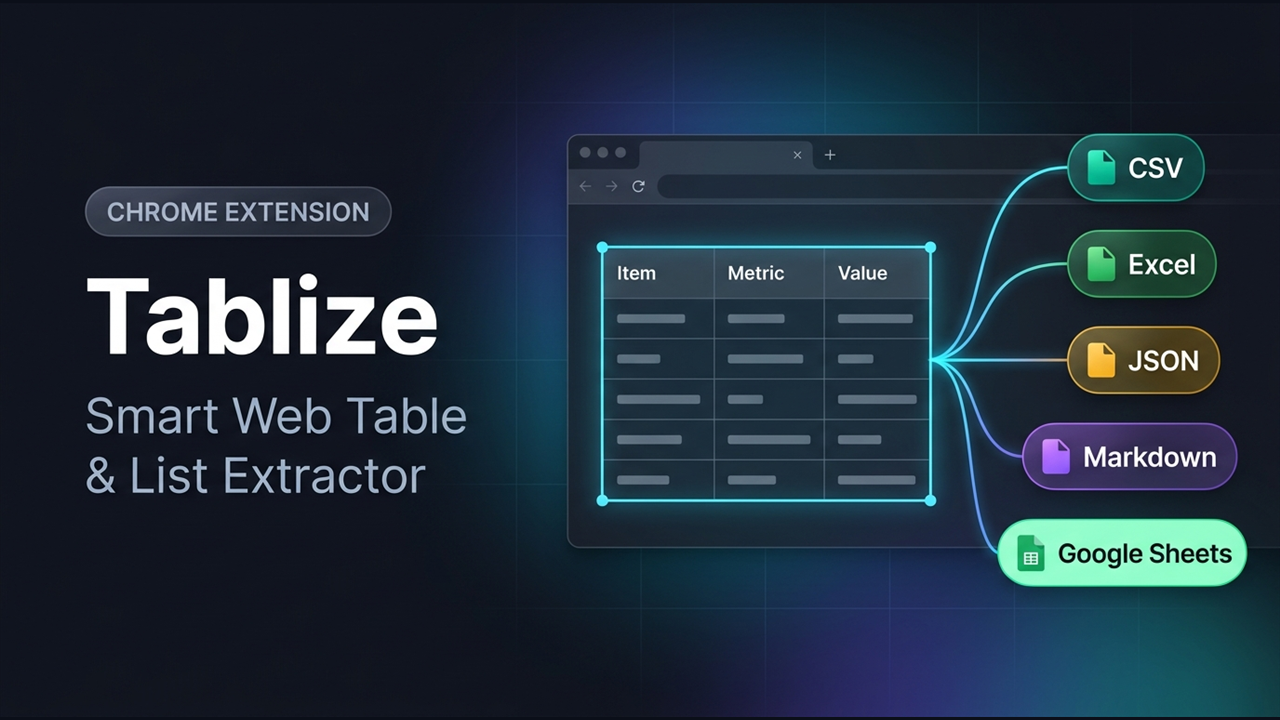 CHROME EXTENSION
Tablize
Smart Web Table
& List Extractor
Item Metric Value
CSV
Excel
JSON
Markdown
Google Sheets